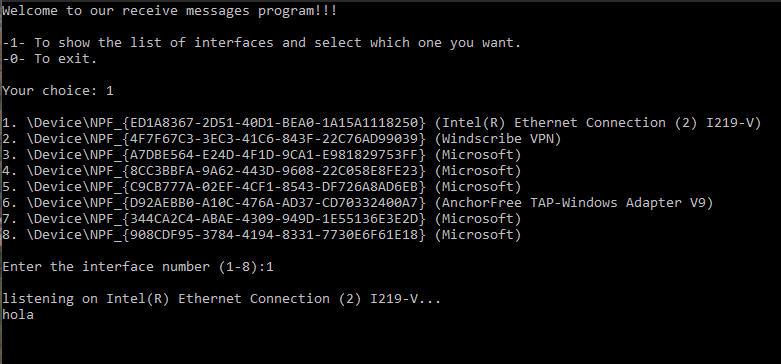 Welcome to our receive messages program!!!
-1- To show the list of interfaces and select which one you want.
-0- To exit.
Your choice: 1
1. \Device\NPF_{ED1A8367-2D51-40D1-BEA0-1A15A1118250} (Intel(R) Ethernet Connection (2) I219-V)
2. \Device\NPF_{4F7F67C3-3EC3-41C6-843F-22C76AD99039} (Windscribe VPN)
3. \Device\NPF_{A7DBE564-E24D-4F1D-9CA1-E981829753FF} (Microsoft)
4. \Device\NPF_{8CC3BBFA-9A62-443D-9608-22C058E8FE23} (Microsoft)
5. \Device\NPF_{C9CB777A-02EF-4CF1-8543-DF726A8AD6EB} (Microsoft)
6. \Device\NPF_{D92AEBB0-A10C-476A-AD37-CD70332400A7} (AnchorFree TAP-Windows Adapter V9)
7. \Device\NPF_{344CA2C4-ABAE-4309-949D-1E55136E3E2D} (Microsoft)
8. \Device\NPF_{908CDF95-3784-4194-8331-7730E6F61E18} (Microsoft)
Enter the interface number (1-8):1
listening on Intel(R) Ethernet Connection (2) I219-V...
hola